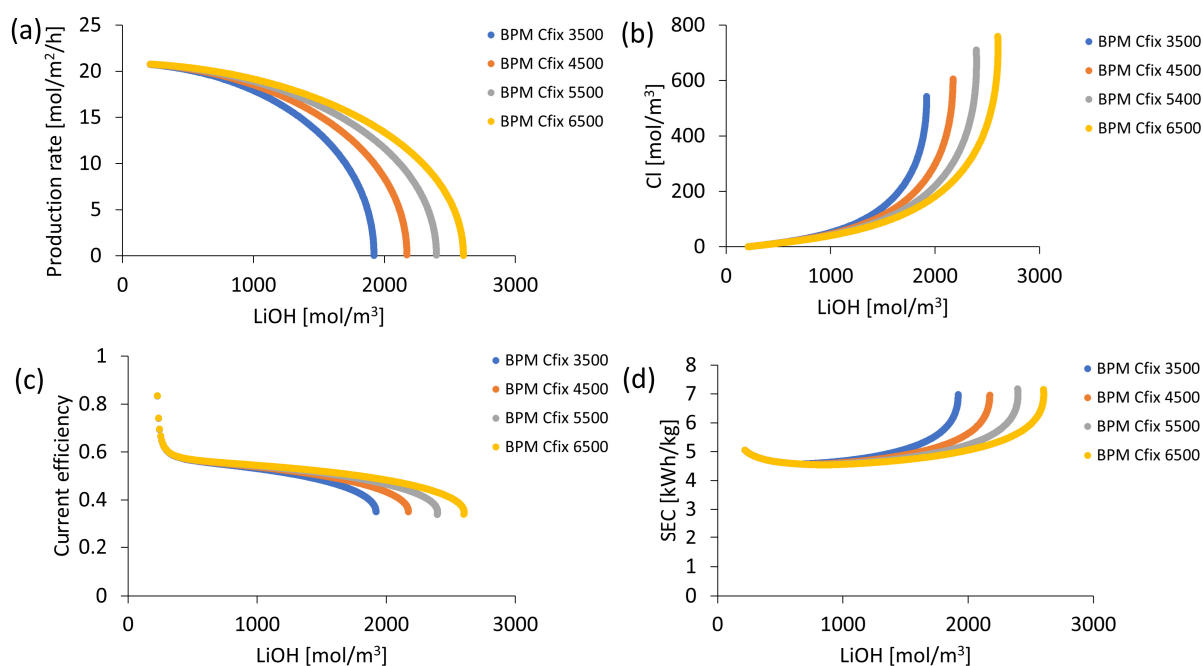 (a)
Production rate [mol/m²/h]
25
20
15
10
5
0
0 1000 2000 3000
LiOH [mol/m³]
BPM Cfix 3500
BPM Cfix 4500
BPM Cfix 5500
BPM Cfix 6500
(b)
Cl [mol/m³]
800
600
400
200
0
0 1000 2000 3000
LiOH [mol/m³]
BPM Cfix 3500
BPM Cfix 4500
BPM Cfix 5400
BPM Cfix 6500
(c)
Current efficiency
1
0.8
0.6
0.4
0.2
0
0 1000 2000 3000
LiOH [mol/m³]
BPM Cfix 3500
BPM Cfix 4500
BPM Cfix 5500
BPM Cfix 6500
(d)
SEC [kWh/kg]
8
7
6
5
4
3
2
1
0
0 1000 2000 3000
LiOH [mol/m³]
BPM Cfix 3500
BPM Cfix 4500
BPM Cfix 5500
BPM Cfix 6500